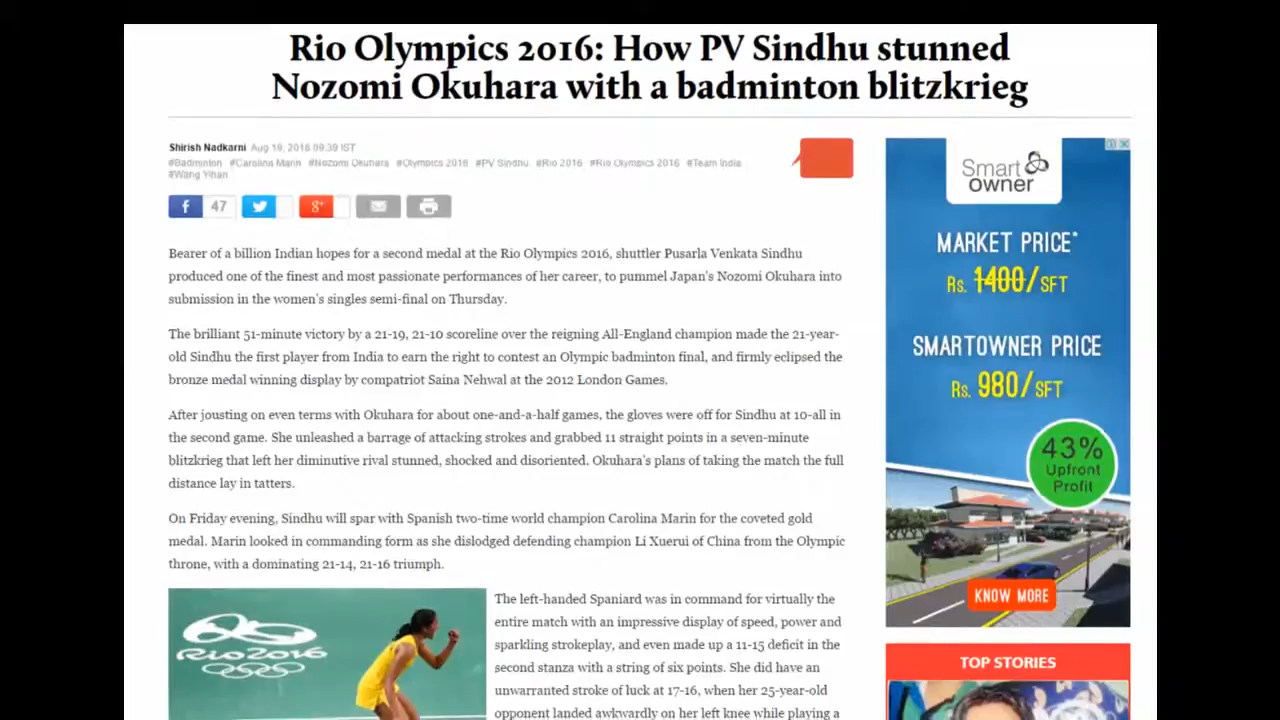 Rio Olympics 2016: How PV Sindhu stunned
Nozomi Okuhara with a badminton blitzkrieg
Shirish Nadkarni Aug 19, 2016 09:39 IST
#Badminton #Carolina Marin #Nozomi Okuhara #Olympics 2016 #PV Sindhu #Rio 2016 #Rio Olympics 2016 #Team India
#Wang Yihan
f 47
g+
Bearer of a billion Indian hopes for a second medal at the Rio Olympics 2016, shuttler Pusarla Venkata Sindhu
produced one of the finest and most passionate performances of her career, to pummel Japan's Nozomi Okuhara into
submission in the women's singles semi-final on Thursday.
The brilliant 51-minute victory by a 21-19, 21-10 scoreline over the reigning All-England champion made the 21-year-
old Sindhu the first player from India to earn the right to contest an Olympic badminton final, and firmly eclipsed the
bronze medal winning display by compatriot Saina Nehwal at the 2012 London Games.
After jousting on even terms with Okuhara for about one-and-a-half games, the gloves were off for Sindhu at 10-all in
the second game. She unleashed a barrage of attacking strokes and grabbed 11 straight points in a seven-minute
blitzkrieg that left her diminutive rival stunned, shocked and disoriented. Okuhara's plans of taking the match the full
distance lay in tatters.
On Friday evening, Sindhu will spar with Spanish two-time world champion Carolina Marin for the coveted gold
medal. Marin looked in commanding form as she dislodged defending champion Li Xuerui of China from the Olympic
throne, with a dominating 21-14, 21-16 triumph.
RIO2016
The left-handed Spaniard was in command for virtually the
entire match with an impressive display of speed, power and
sparkling strokeplay, and even made up a 11-15 deficit in the
second stanza with a string of six points. She did have an
unwarranted stroke of luck at 17-16, when her 25-year-old
opponent landed awkwardly on her left knee while playing a
Smart
owner
MARKET PRICE*
Rs. 1400/SFT
SMARTOWNER PRICE
Rs. 980/SFT
43%
Upfront
Profit
KNOW MORE
TOP STORIES